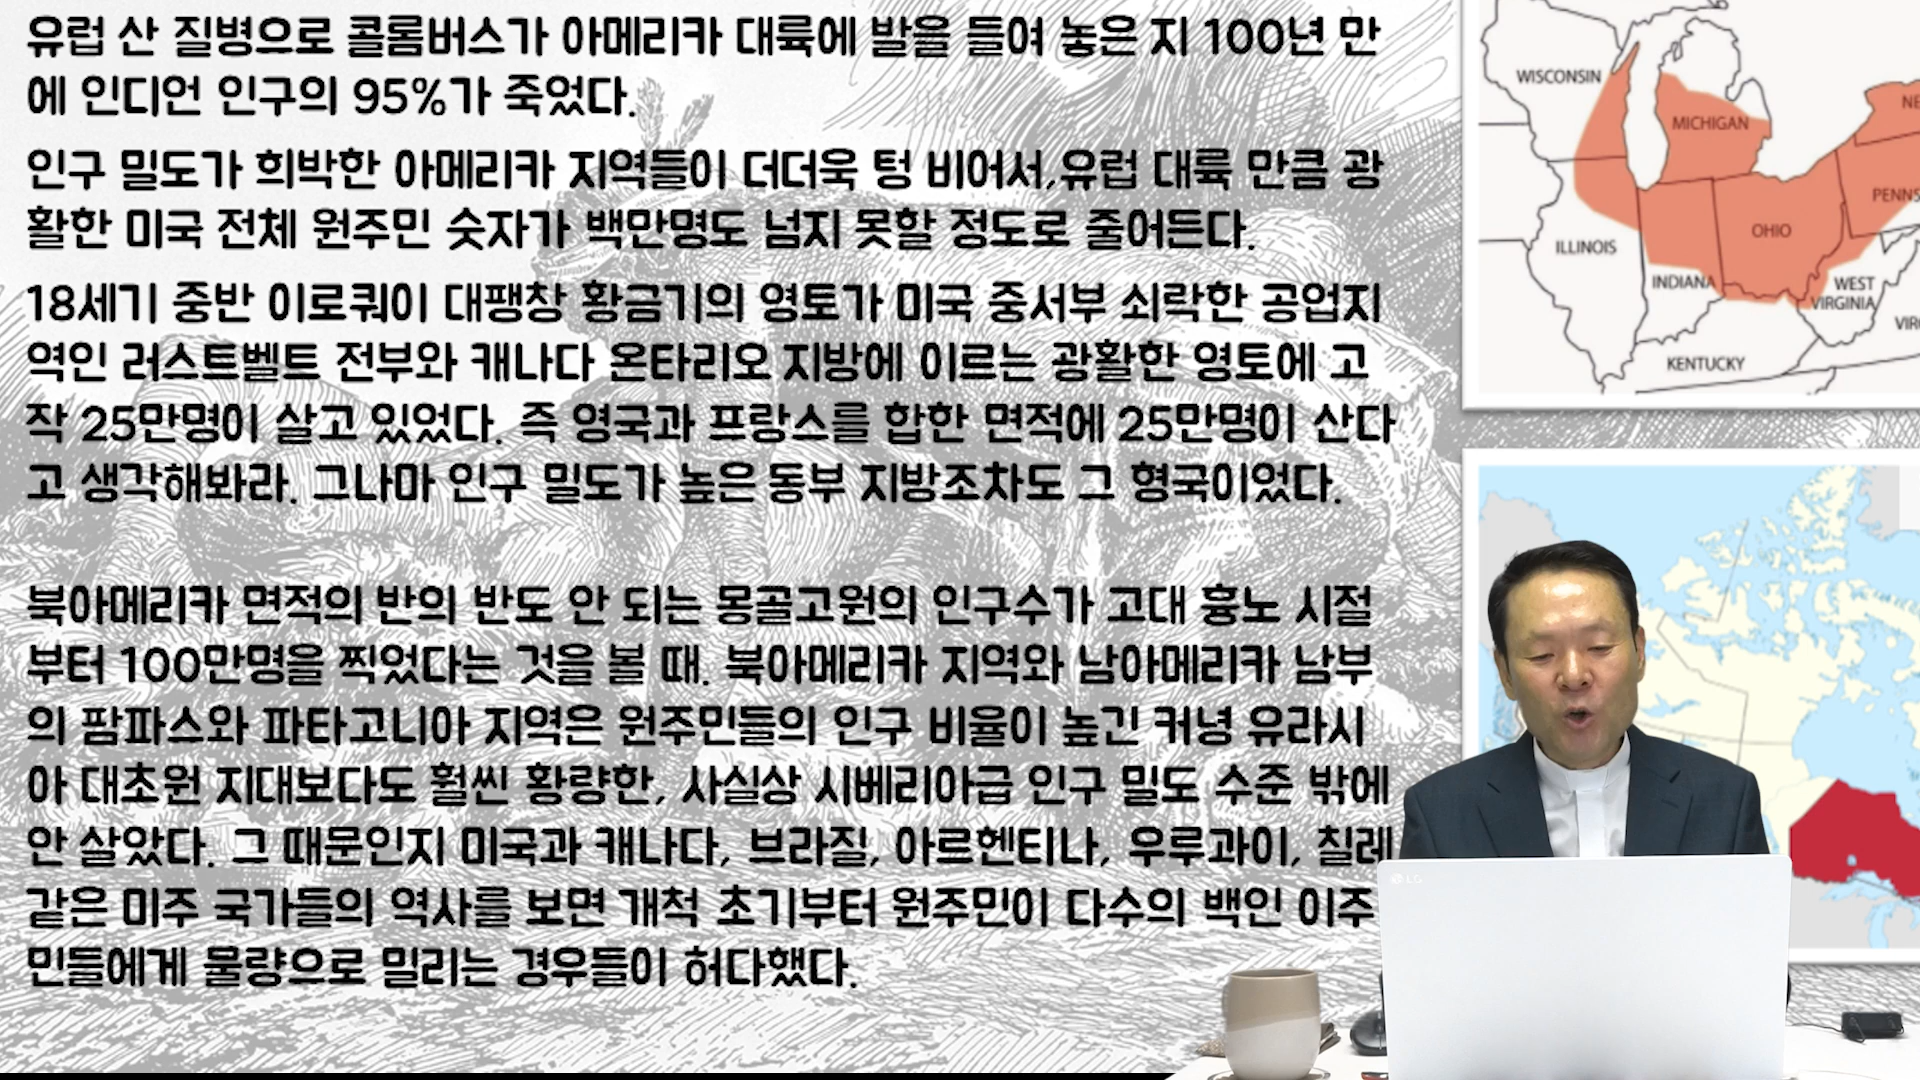 유럽 산 질병으로 콜롬버스가 아메리카 대륙에 발을 들여 놓은 지 100년 만
에 인디언 인구의 95%가 죽었다.
인구 밀도가 희박한 아메리카 지역들이 더더욱 텅 비어서,유럽 대륙 만큼 광
활한 미국 전체 원주민 숫자가 백만명도 넘지 못할 정도로 줄어든다.
18세기 중반 이로쿼이 대팽창 황금기의 영토가 미국 중서부 쇠락한 공업지
역인 러스트벨트 전부와 캐나다 온타리오 지방에 이르는 광활한 영토에 고
작 25만명이 살고 있었다. 즉 영국과 프랑스를 합한 면적에 25만명이 산다
고 생각해봐라. 그나마 인구 밀도가 높은 동부 지방조차도 그 형국이었다.
북아메리카 면적의 반의 반도 안 되는 몽골고원의 인구수가 고대 흉노 시절
부터 100만명을 찍었다는 것을 볼 때. 북아메리카 지역와 남아메리카 남부
의 팜파스와 파타고니아 지역은 원주민들의 인구 비율이 높긴 커녕 유라시
아 대초원 지대보다도 훨씬 황량한, 사실상 시베리아급 인구 밀도 수준 밖에
안 살았다. 그 때문인지 미국과 캐나다, 브라질, 아르헨티나, 우루과이, 칠레
같은 미주 국가들의 역사를 보면 개척 초기부터 원주민이 다수의 백인 이주
민들에게 물량으로 밀리는 경우들이 허다했다.
WISCONSIN
MICHIGAN
NE
PENNS
OHIO
ILLINOIS
INDIANA
WEST
VIRGINIA
VIR
KENTUCKY
LG